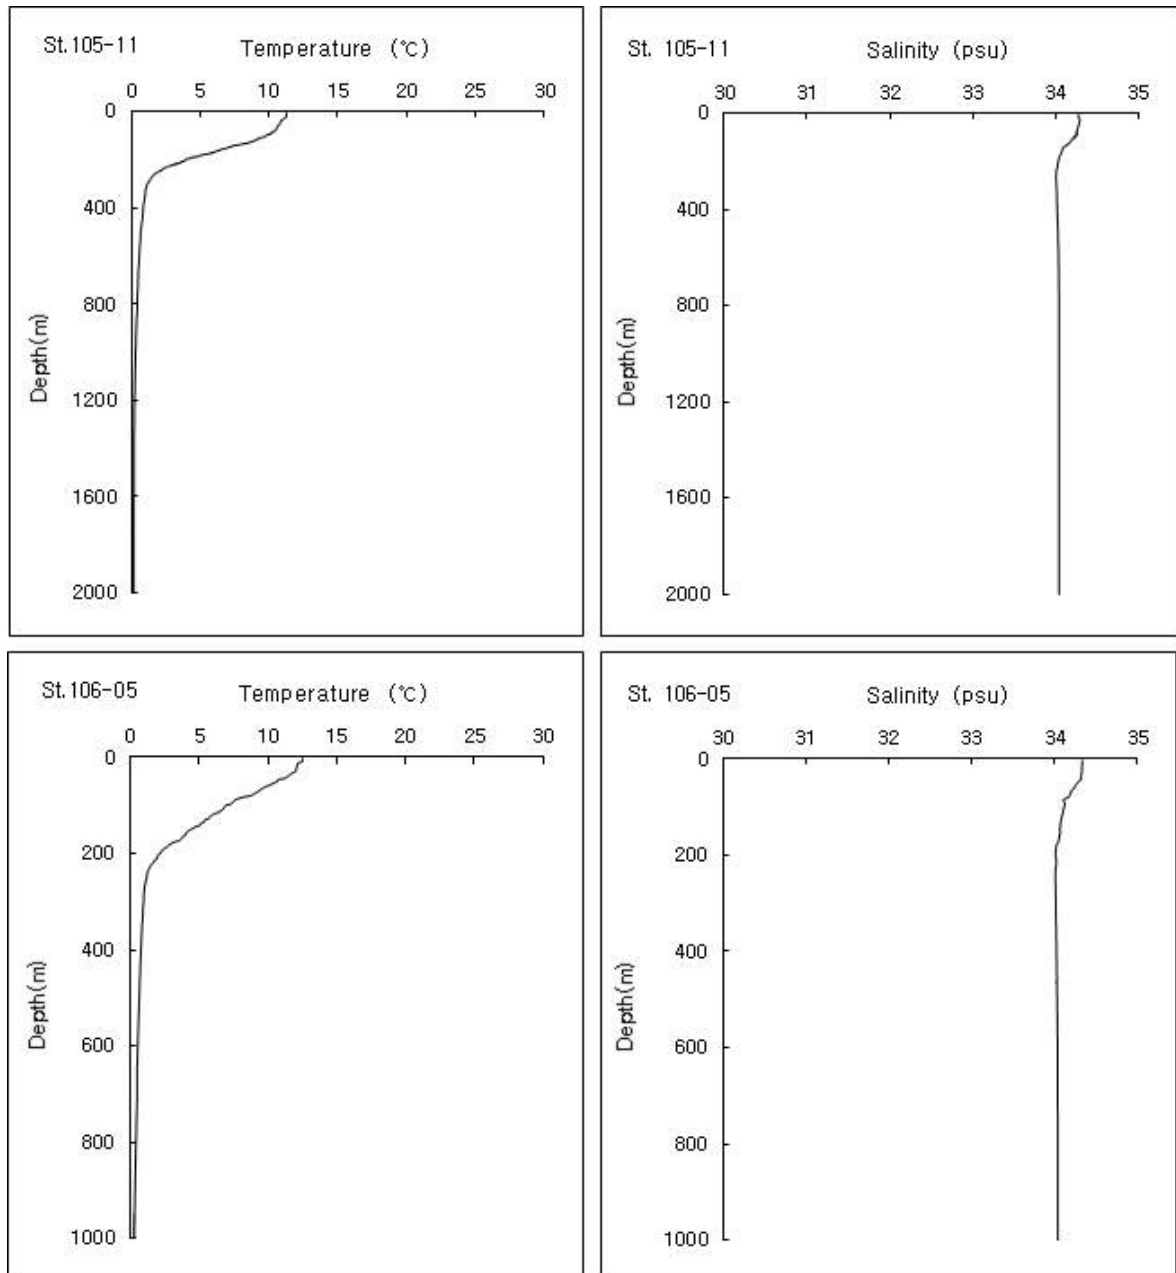 St.105-11 Temperature (℃)
0 5 10 15 20 25 30
0
400
800
1200
1600
2000
Depth(m)
St. 105-11 Salinity (psu)
30 31 32 33 34 35
0
400
800
1200
1600
2000
Depth(m)
St.106-05 Temperature (℃)
0 5 10 15 20 25 30
0
200
400
600
800
1000
Depth(m)
St. 106-05 Salinity (psu)
30 31 32 33 34 35
0
200
400
600
800
1000
Depth(m)